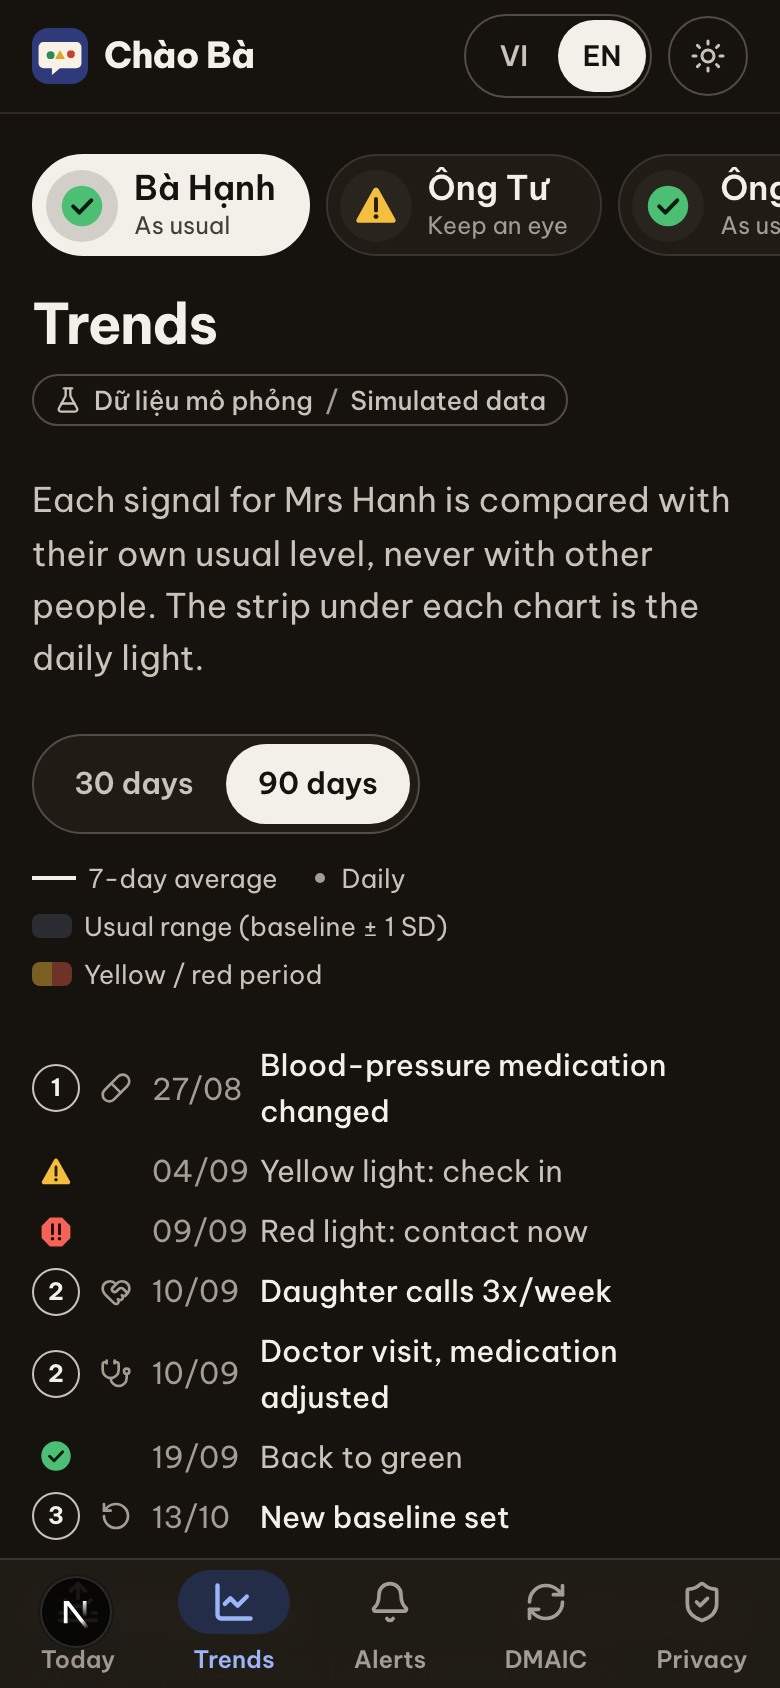 Chào Bà
VI
EN
Bà Hạnh
As usual
Ông Tư
Keep an eye
Ông
As us
Trends
Dữ liệu mô phỏng / Simulated data
Each signal for Mrs Hanh is compared with
their own usual level, never with other
people. The strip under each chart is the
daily light.
30 days
90 days
7-day average
Daily
Usual range (baseline ± 1 SD)
Yellow / red period
1 27/08 Blood-pressure medication
changed
04/09 Yellow light: check in
09/09 Red light: contact now
2 10/09 Daughter calls 3x/week
2 10/09 Doctor visit, medication
adjusted
19/09 Back to green
3 13/10 New baseline set
N
Today
Trends
Alerts
DMAIC
Privacy